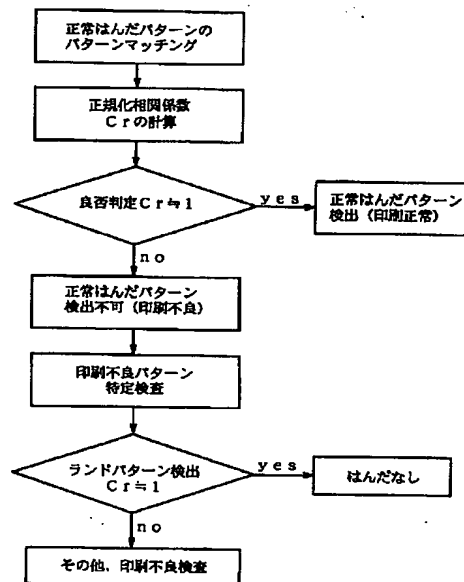 正常はんだパターンの
パターンマッチング
正規化相関係数
Crの計算
良否判定Cr≒1
yes
正常はんだパターン
検出(印刷正常)
no
正常はんだパターン
検出不可(印刷不良)
印刷不良パターン
特定検査
ランドパターン検出
Cr≒1
yes
はんだなし
no
その他、印刷不良検査